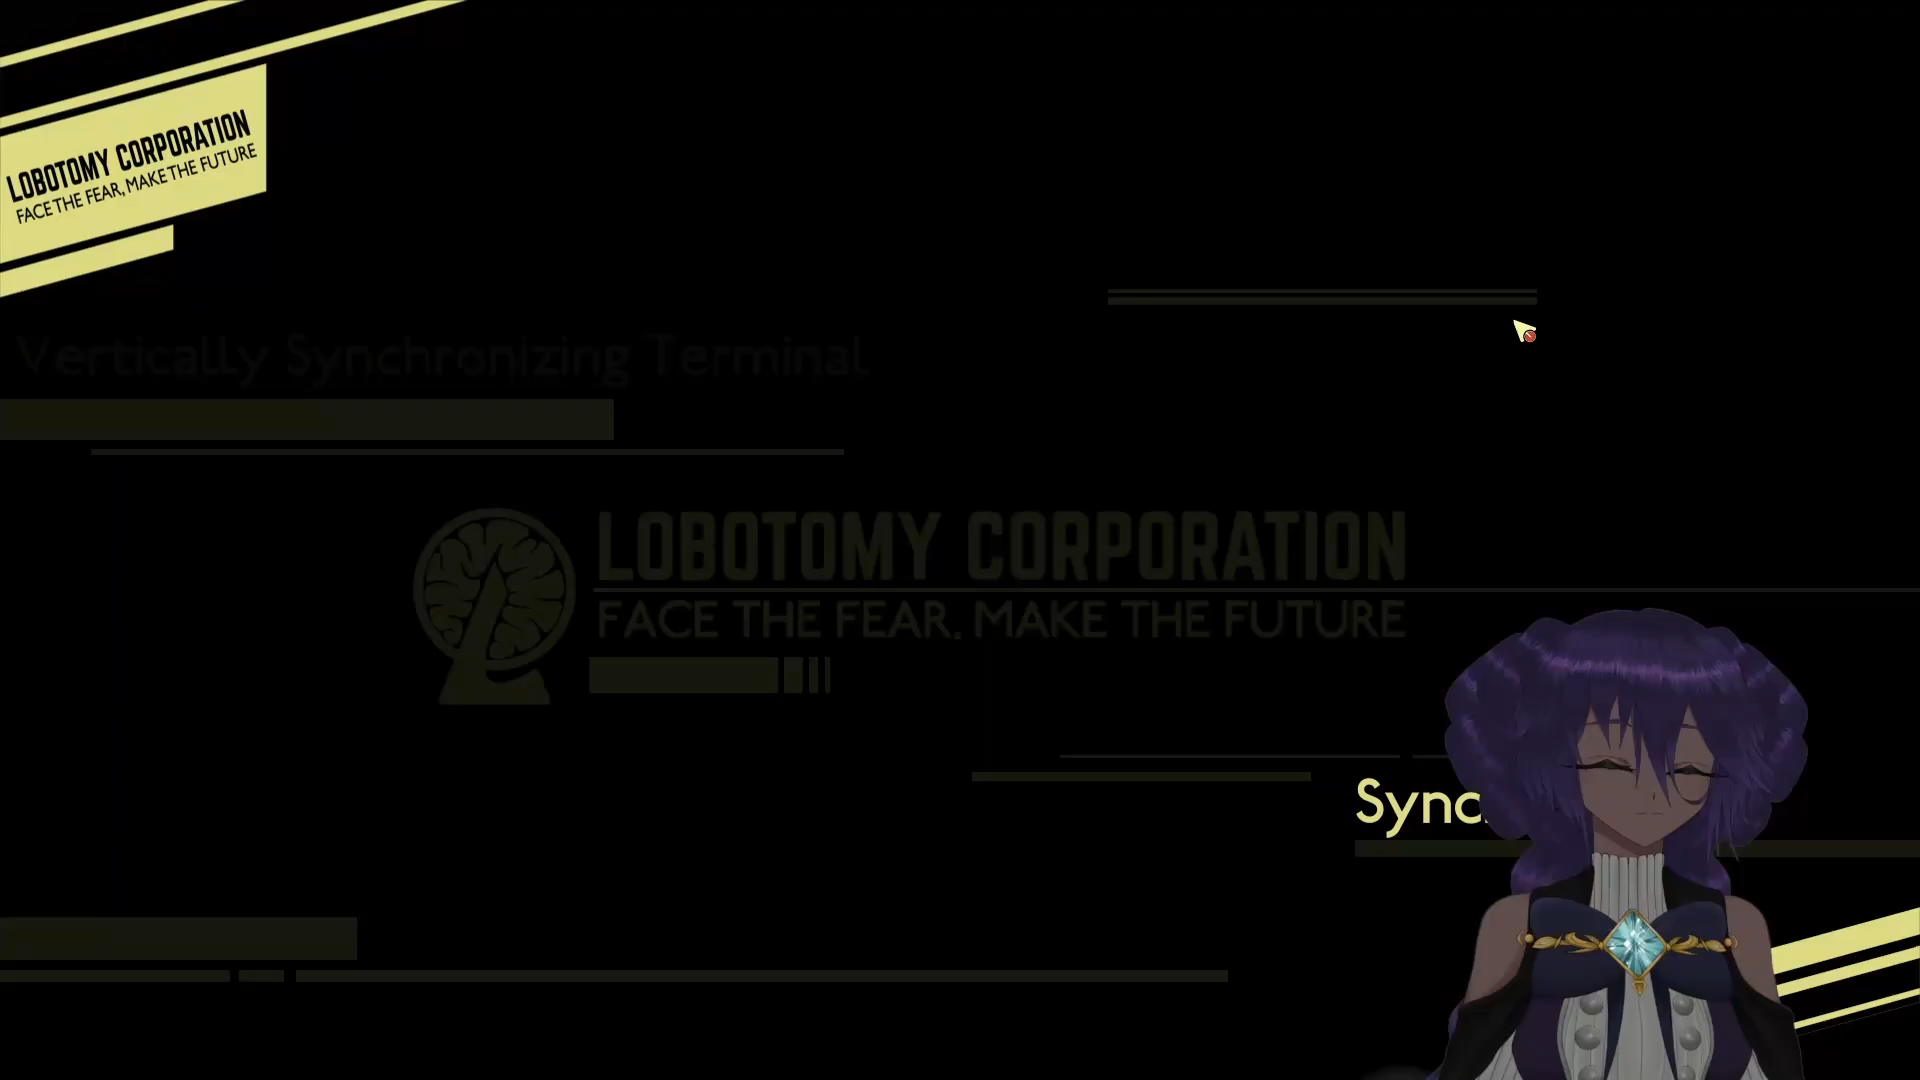 LOBOTOMY CORPORATION
FACE THE FEAR, MAKE THE FUTURE
Vertically Synchronizing Terminal
LOBOTOMY CORPORATION
FACE THE FEAR. MAKE THE FUTURE
Sync